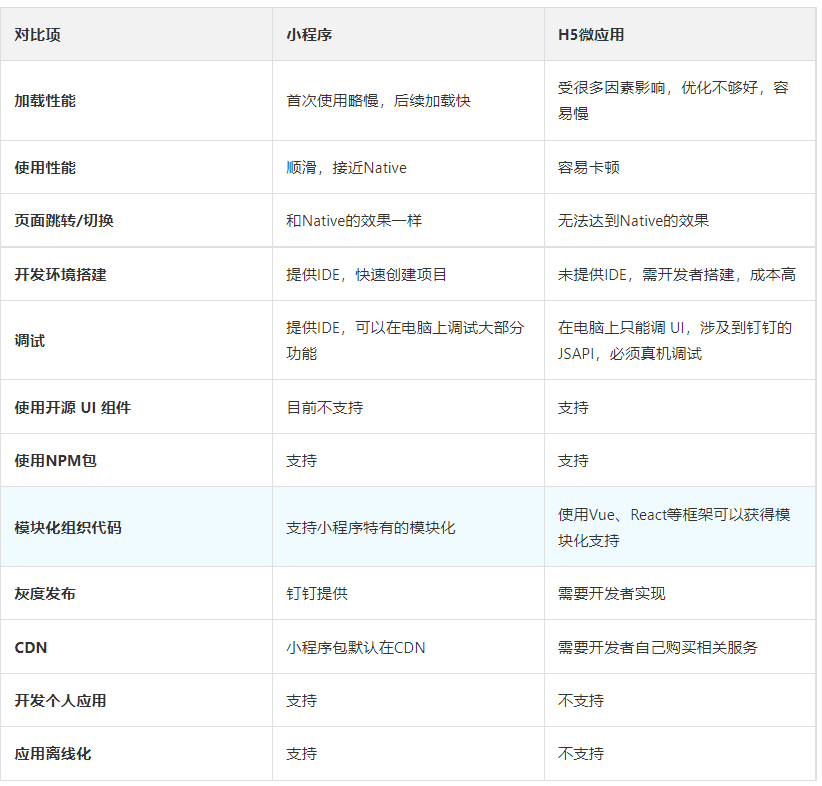 对比项 小程序 H5微应用
加载性能 首次使用略慢，后续加载快 受很多因素影响，优化不够好，容
易慢
使用性能 顺滑，接近Native 容易卡顿
页面跳转/切换 和Native的效果一样 无法达到Native的效果
开发环境搭建 提供IDE，快速创建项目 未提供IDE，需开发者搭建，成本高
调试 提供IDE，可以在电脑上调试大部分
功能 在电脑上只能调 UI，涉及到钉钉的
JSAPI，必须真机调试
使用开源 UI 组件 目前不支持 支持
使用NPM包 支持 支持
模块化组织代码 支持小程序特有的模块化 使用Vue、React等框架可以获得模
块化支持
灰度发布 钉钉提供 需要开发者实现
CDN 小程序包默认在CDN 需要开发者自己购买相关服务
开发个人应用 支持 不支持
应用离线化 支持 不支持